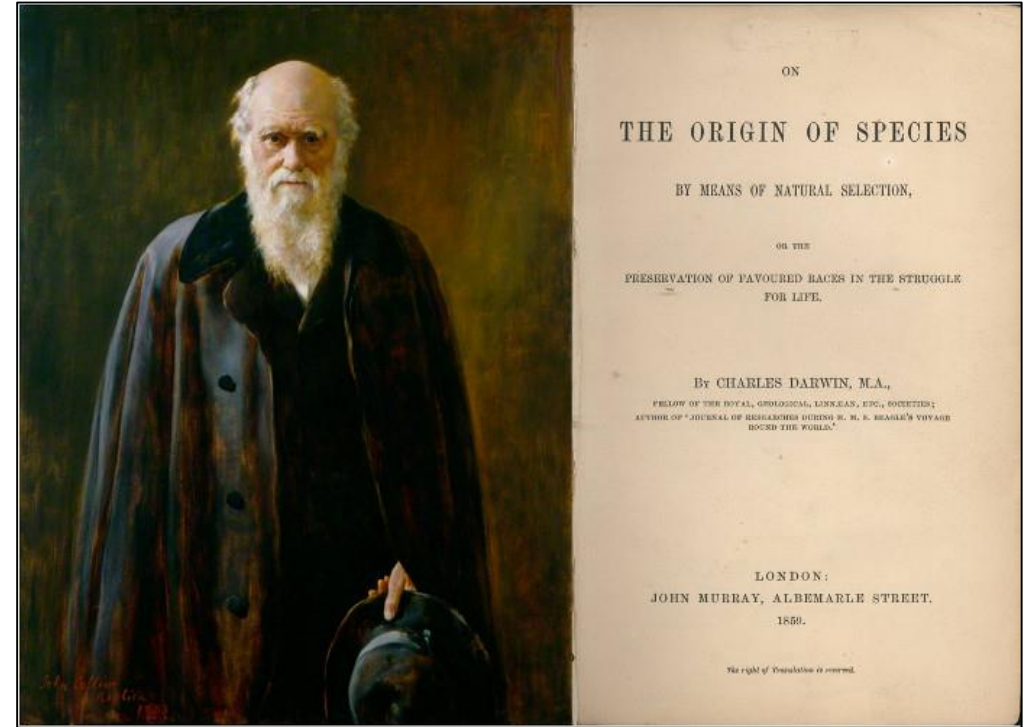 ON
THE ORIGIN OF SPECIES
BY MEANS OF NATURAL SELECTION,
OR THE
PRESERVATION OF FAVOURED RACES IN THE STRUGGLE
FOR LIFE.
BY CHARLES DARWIN, M.A.,
FELLOW OF THE ROYAL, GEOLOGICAL, LINNÆAN, ETC., SOCIETIES;
AUTHOR OF 'JOURNAL OF RESEARCHES DURING H. M. S. BEAGLE'S VOYAGE
ROUND THE WORLD.'
LONDON:
JOHN MURRAY, ALBEMARLE STREET.
1859.
The right of Translation is reserved.
John Collier